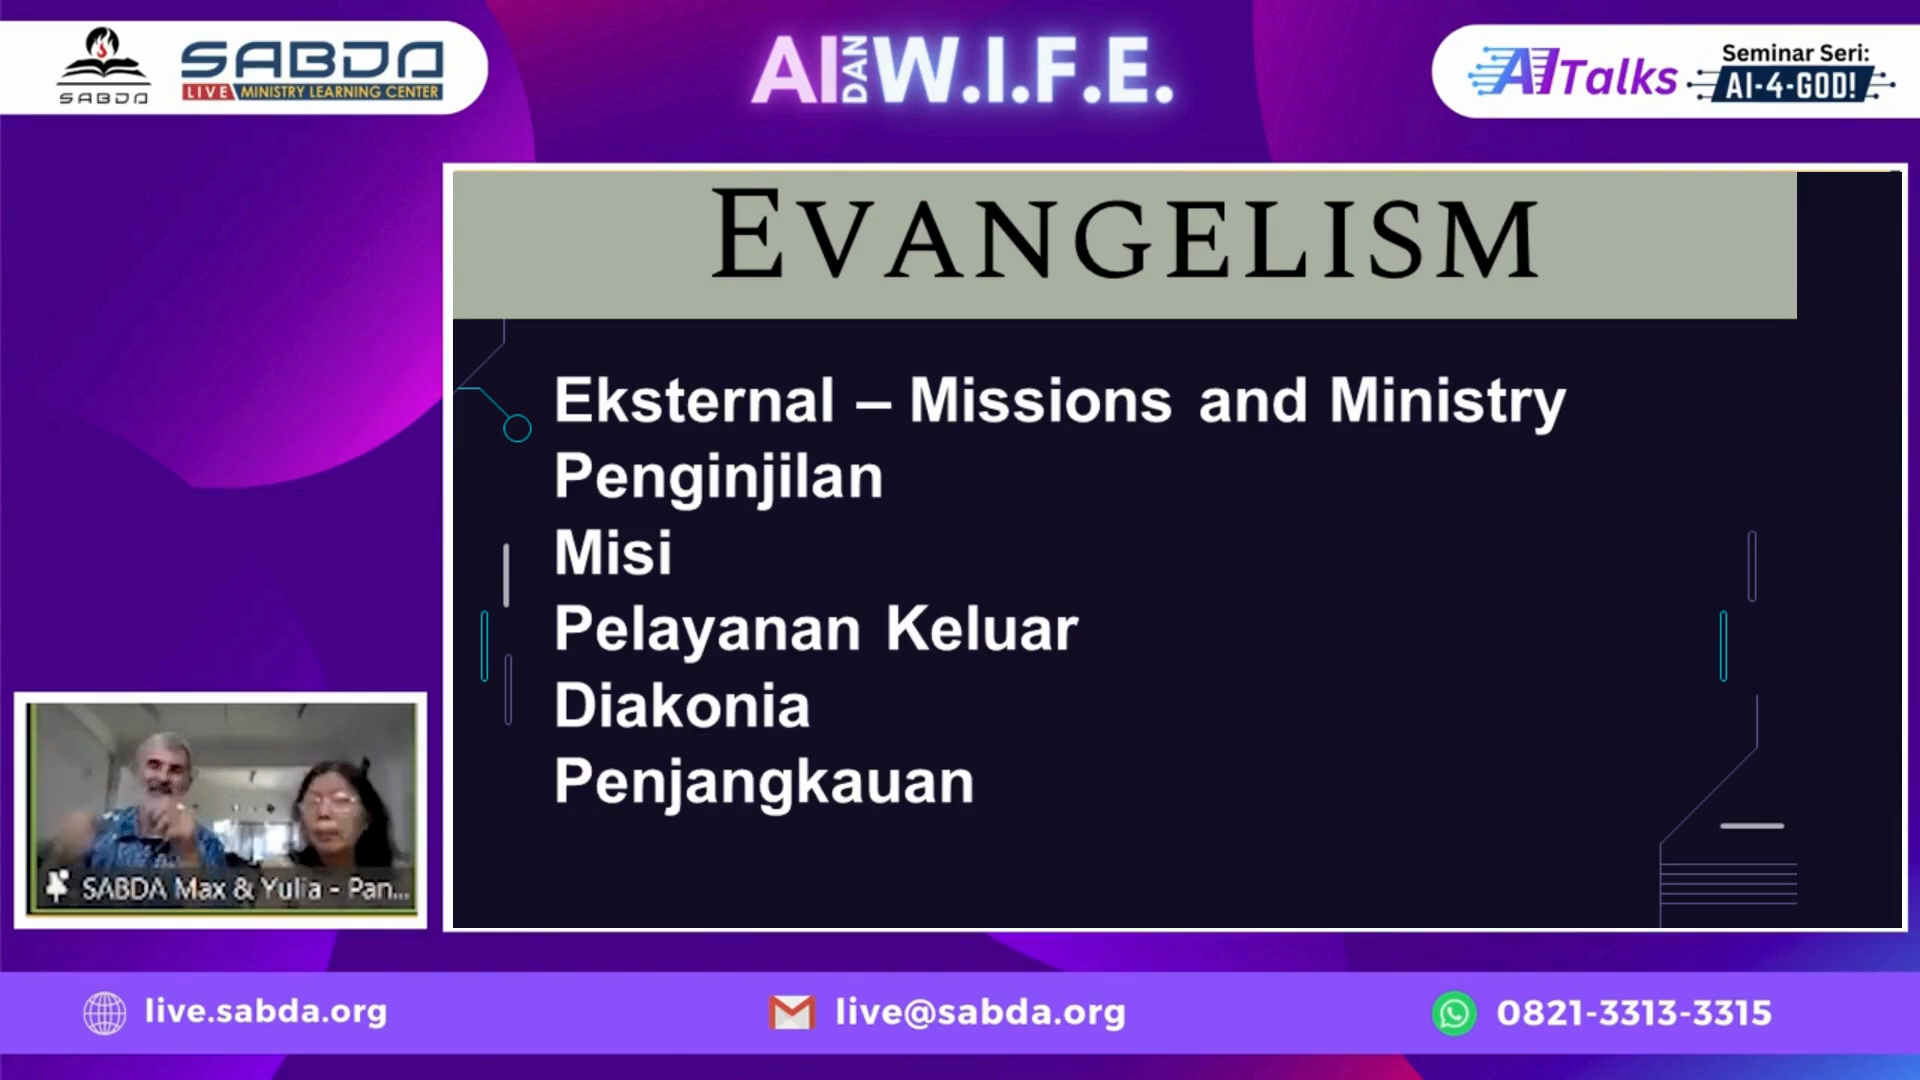 SABDA
SABDA
LIVE MINISTRY LEARNING CENTER
AI DAN W.I.F.E.
AITalks
Seminar Seri:
AI-4-GOD!
EVANGELISM
Eksternal – Missions and Ministry
Penginjilan
Misi
Pelayanan Keluar
Diakonia
Penjangkauan
SABDA Max & Yulia - Pan...
live.sabda.org
live@sabda.org
0821-3313-3315